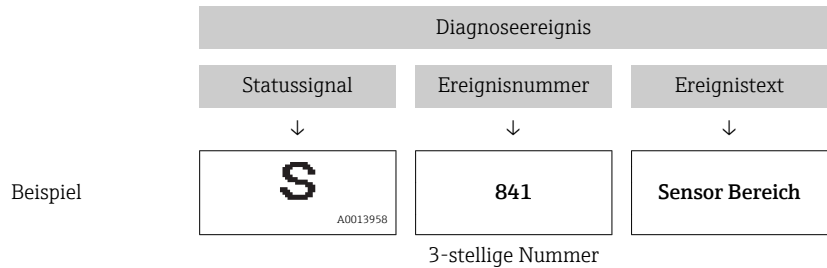 Diagnoseereignis
Statussignal Ereignisnummer Ereignistext
↓ ↓ ↓
Beispiel S 841 Sensor Bereich
A0013958
3-stellige Nummer